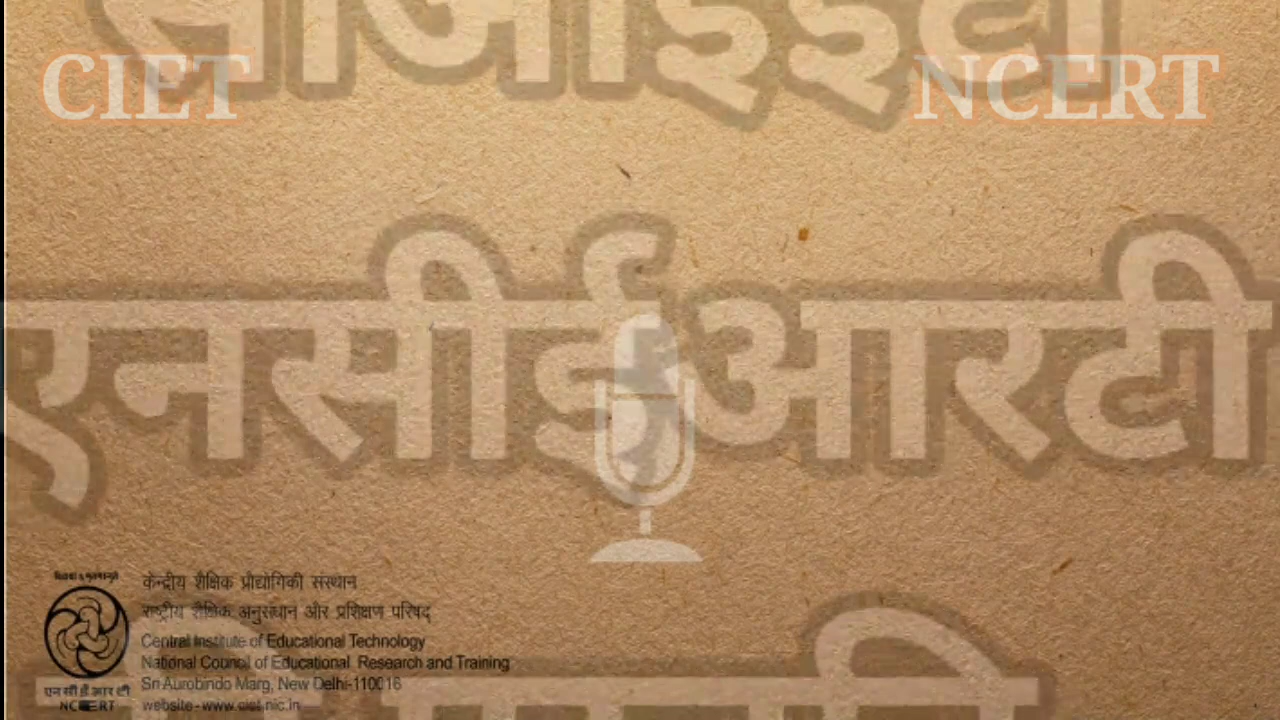 सीआईईटी
CIET NCERT
एनसीईआरटी
केन्द्रीय शैक्षिक प्रौद्योगिकी संस्थान
राष्ट्रीय शैक्षिक अनुसंधान और प्रशिक्षण परिषद्
Central Institute of Educational Technology
National Council of Educational Research and Training
Sri Aurobindo Marg, New Delhi-110016
एन सी ई आर टी
NCERT
website - www.ciet.nic.in